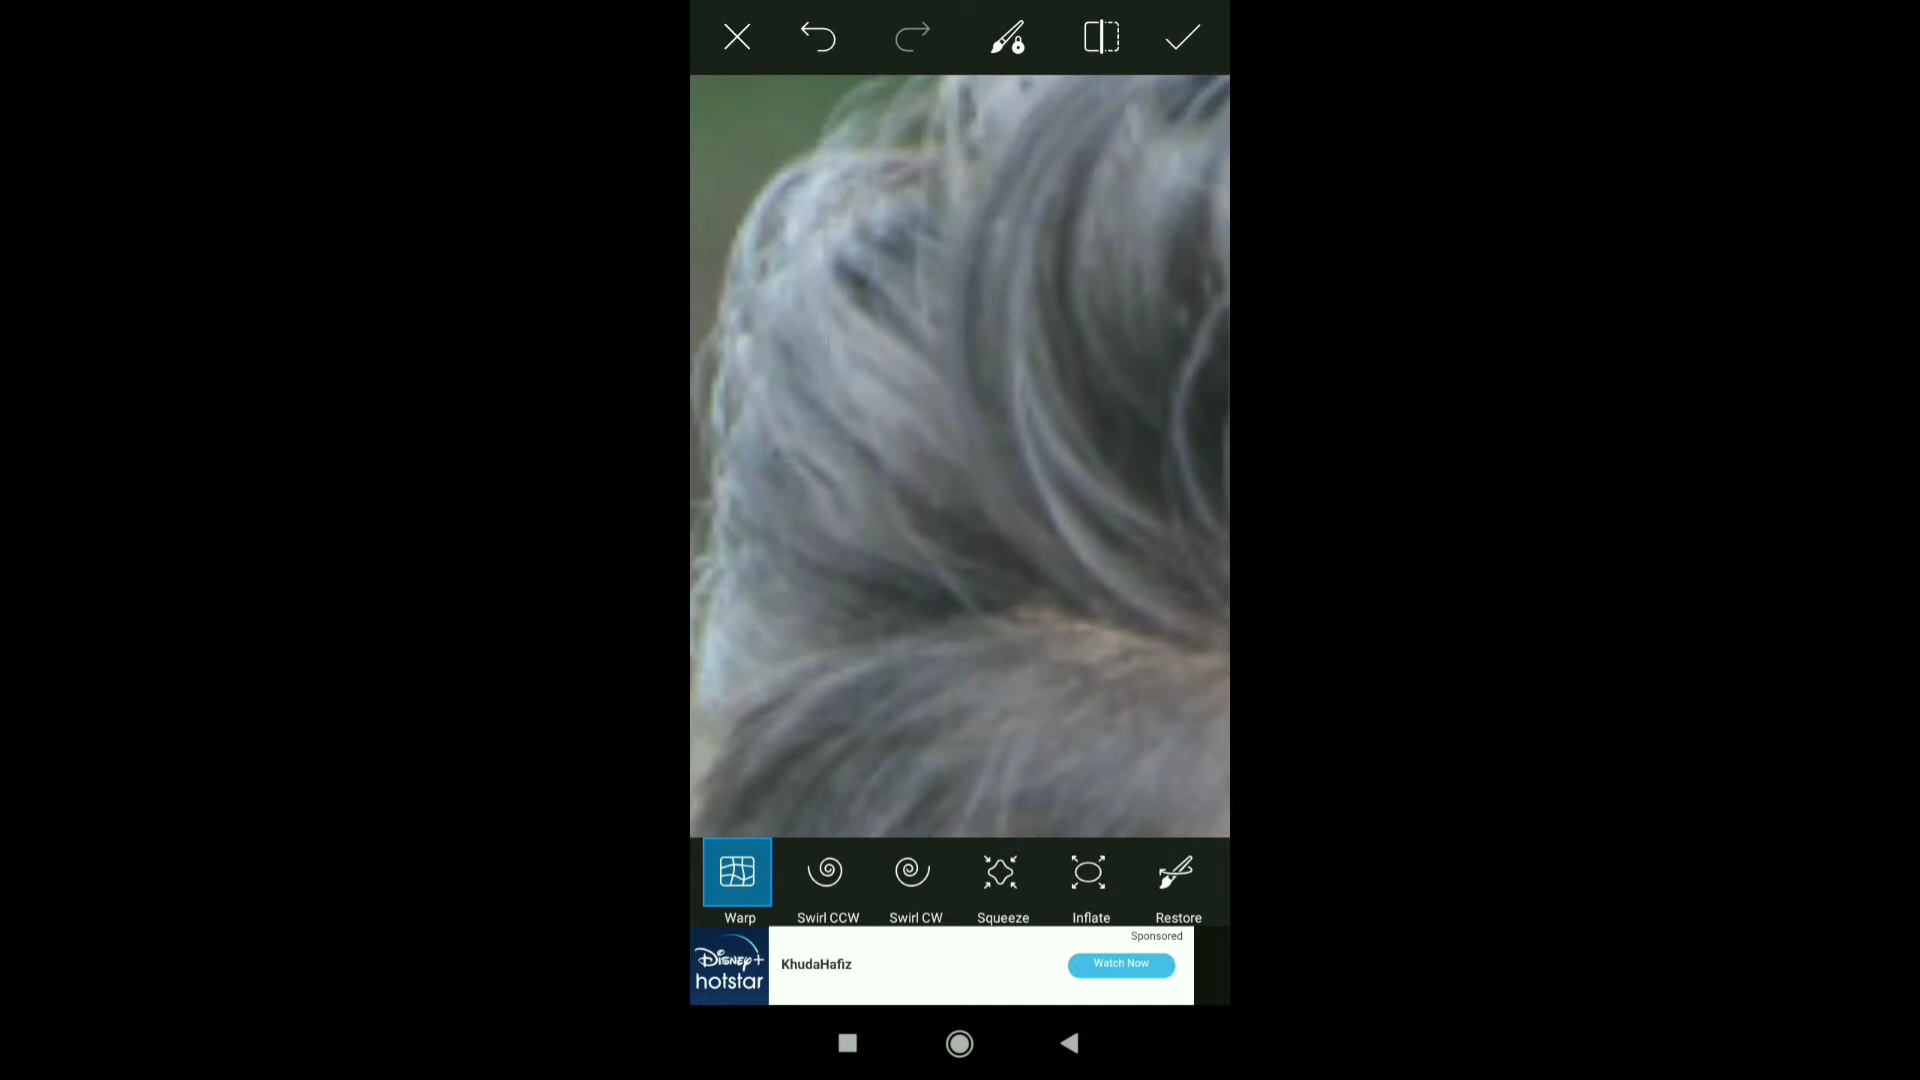 Warp Swirl CCW Swirl CW Squeeze Inflate Restore
Sponsored
Disney+
hotstar
KhudaHafiz
Watch Now